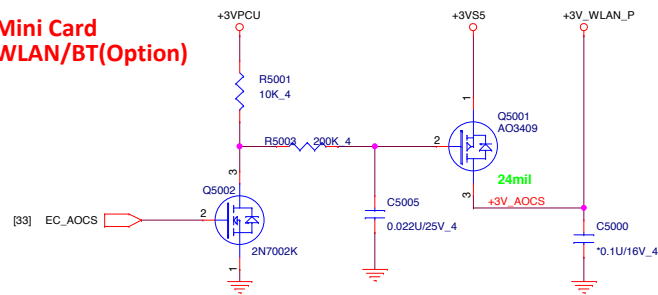 Mini Card
WLAN/BT(Option)
+3VPCU
+3VS5
+3V_WLAN_P
R5001
10K_4
1
Q5001
AO3409
R5003
200K_4
2
3
Q5002
24mil
3
+3V_AOCS
[33]
EC_AOCS
2
C5005
0.022U/25V_4
C5000
*0.1U/16V_4
2N7002K
1